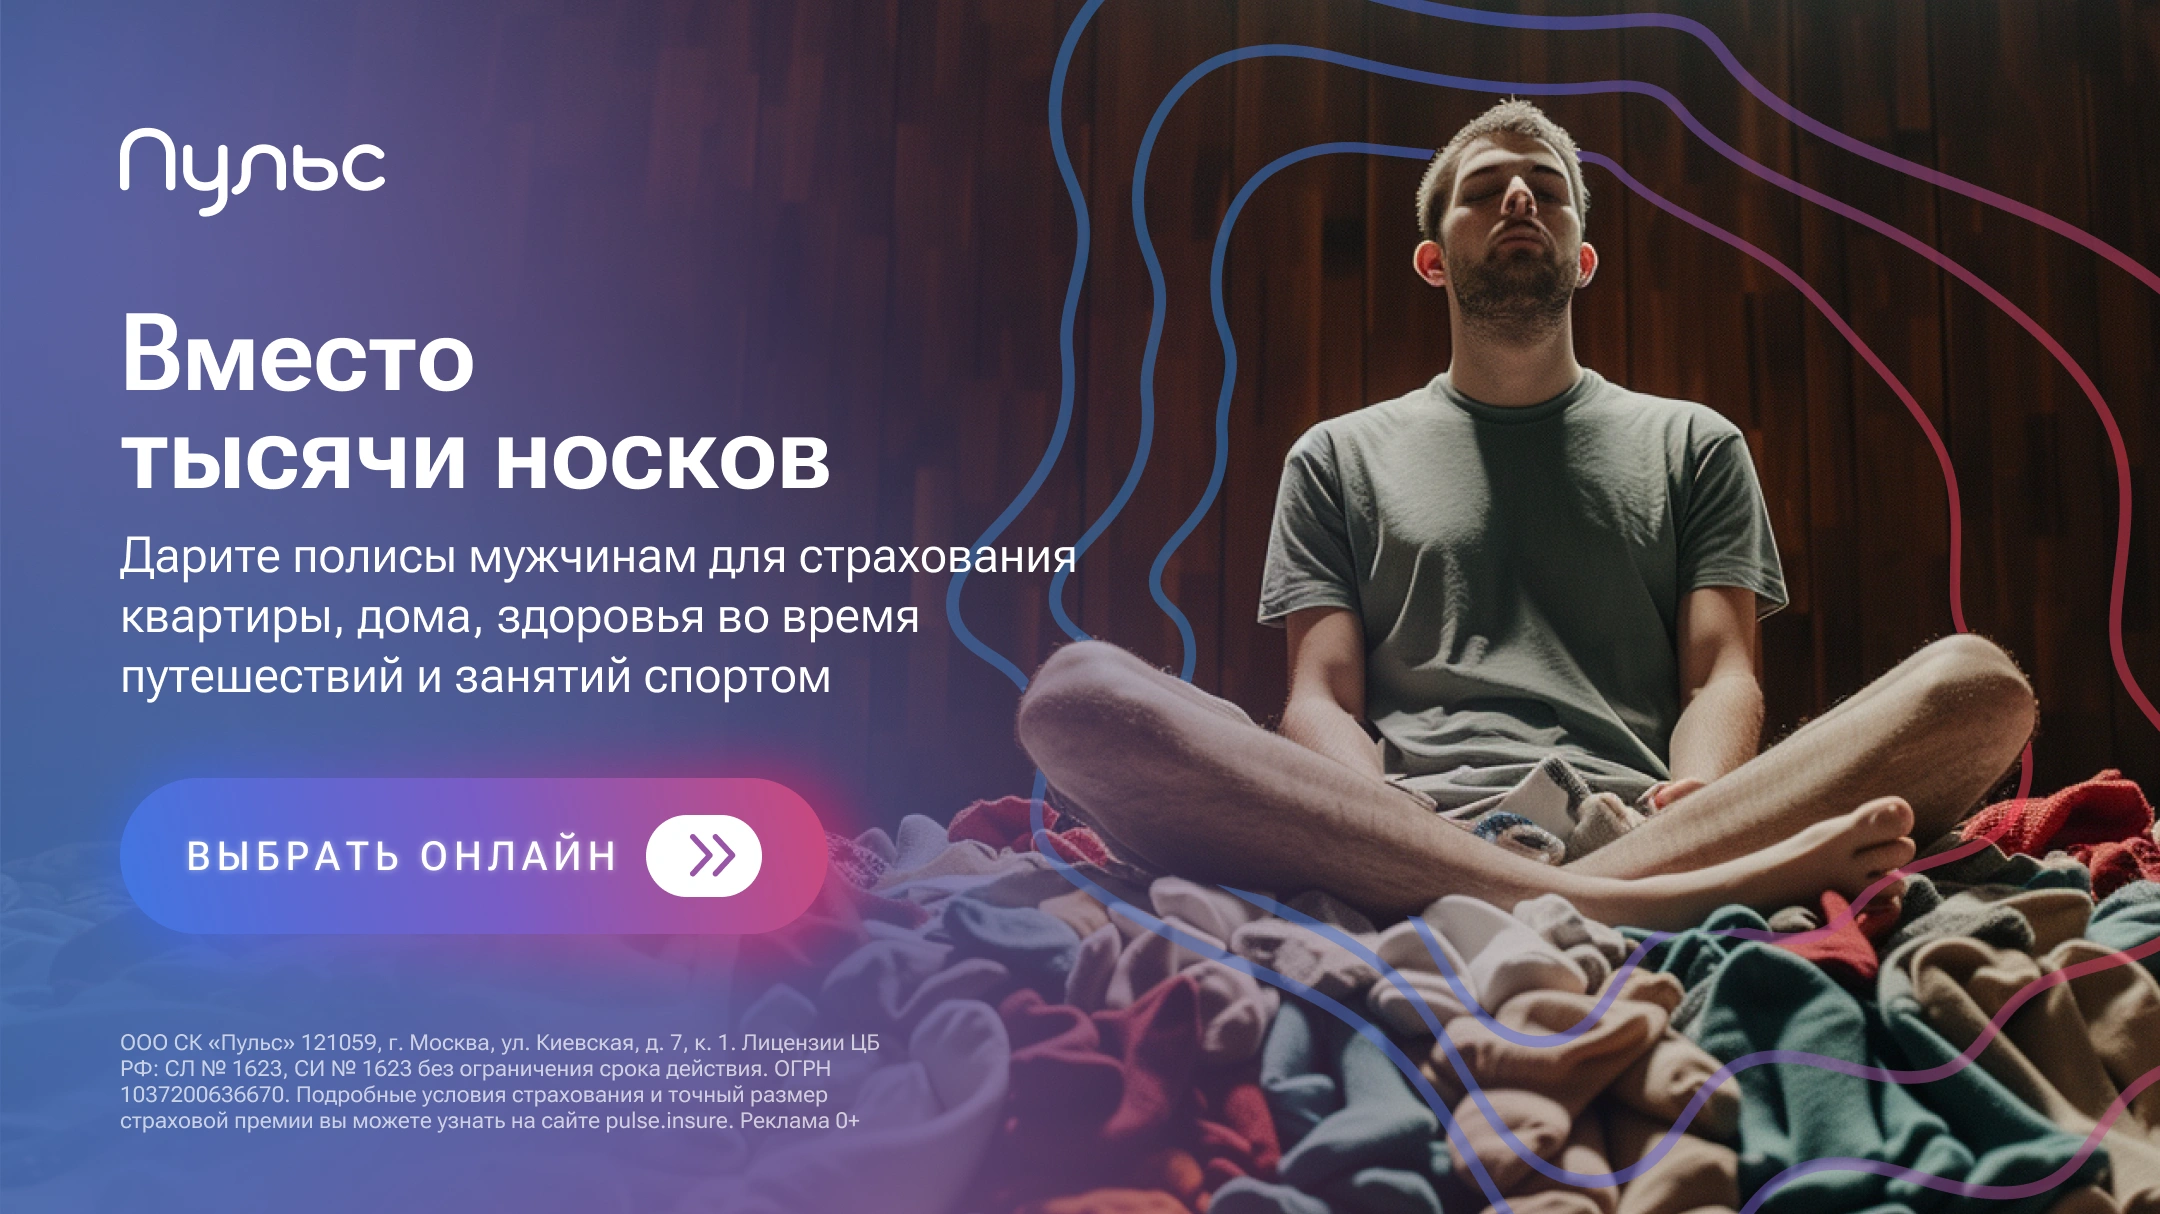 Пульс
Вместо
тысячи носков
Дарите полисы мужчинам для страхования
квартиры, дома, здоровья во время
путешествий и занятий спортом
ВЫБРАТЬ ОНЛАЙН
ООО СК «Пульс» 121059, г. Москва, ул. Киевская, д. 7, к. 1. Лицензии ЦБ
РФ: СЛ № 1623, СИ № 1623 без ограничения срока действия. ОГРН
1037200636670. Подробные условия страхования и точный размер
страховой премии вы можете узнать на сайте pulse.insure. Реклама 0+